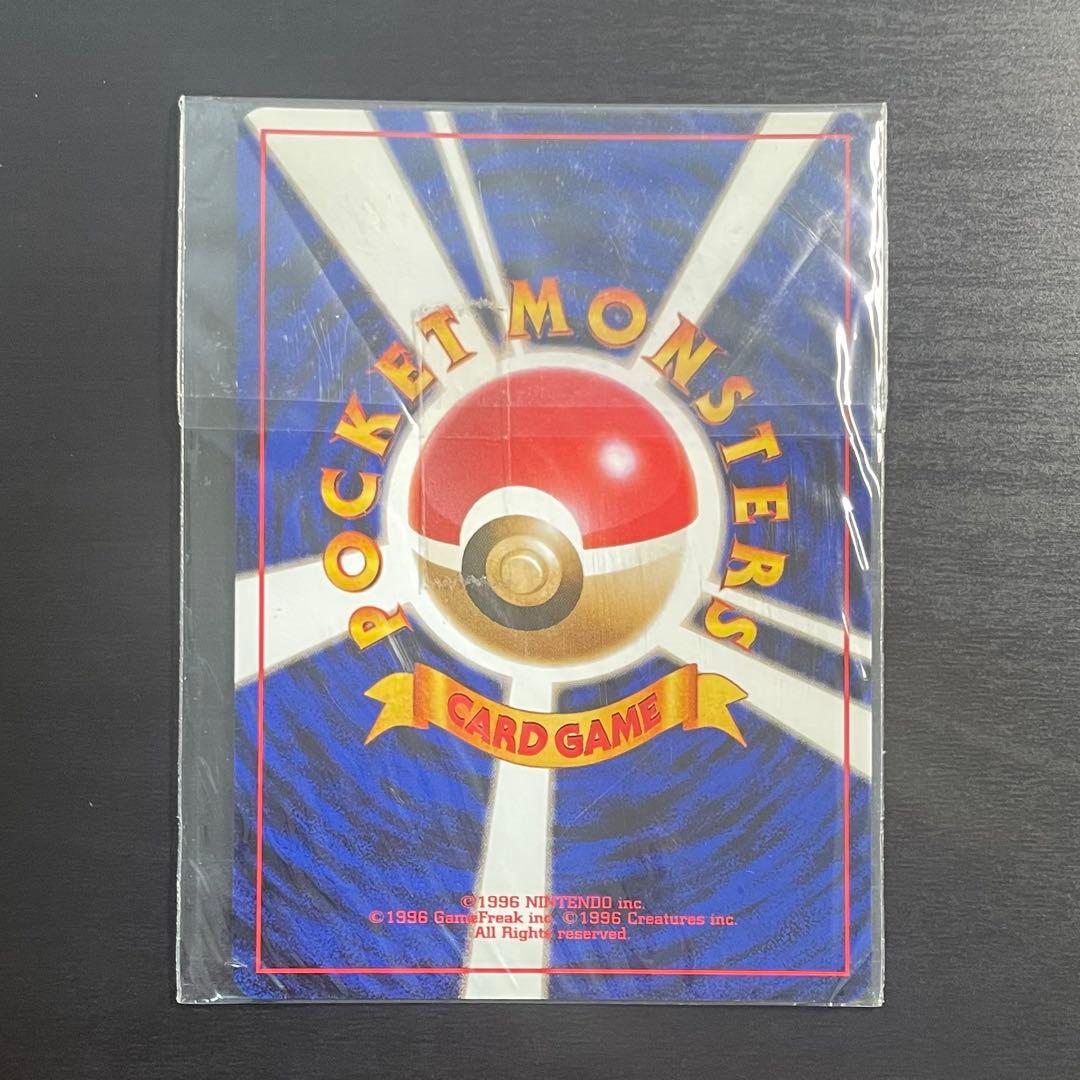 POCKET MONSTERS
CARD GAME
©1996 NINTENDO inc.
©1996 GameFreak inc. ©1996 Creatures inc.
All Rights reserved.